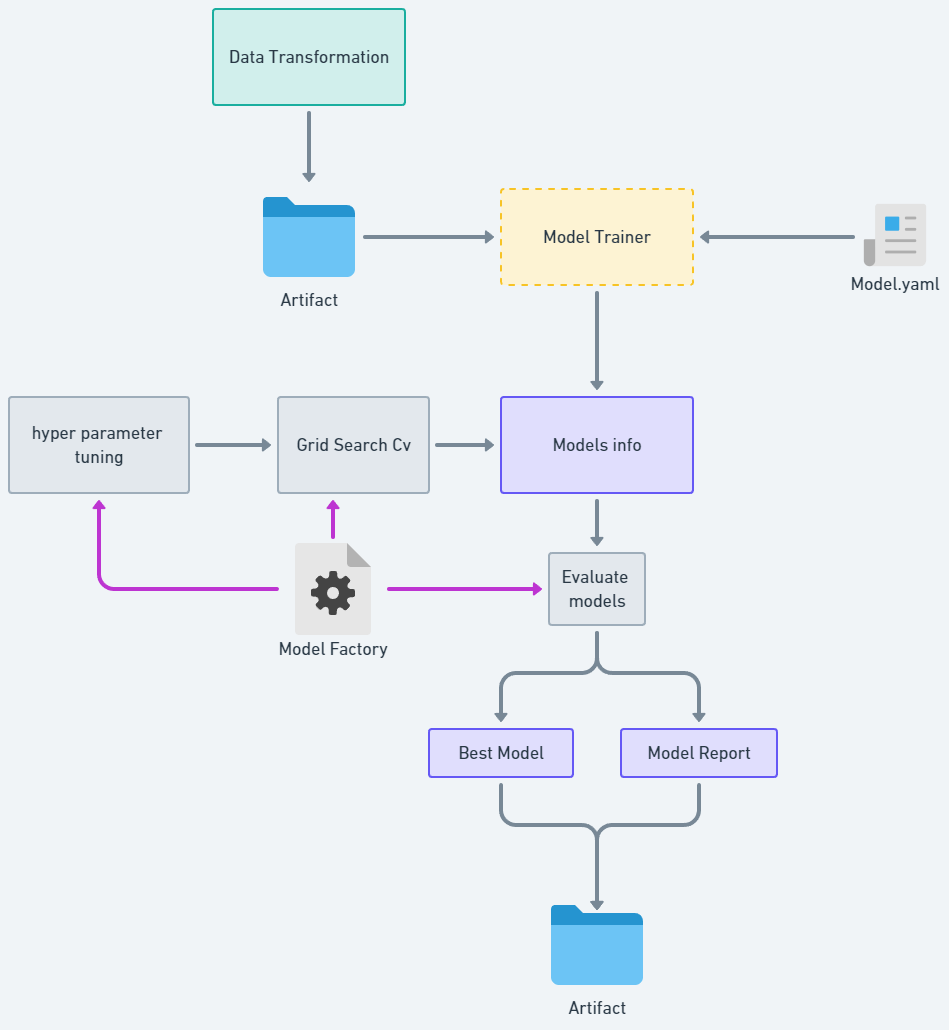 Data Transformation
Artifact
Model Trainer
Model.yaml
hyper parameter
tuning
Grid Search Cv
Models info
Model Factory
Evaluate
models
Best Model
Model Report
Artifact